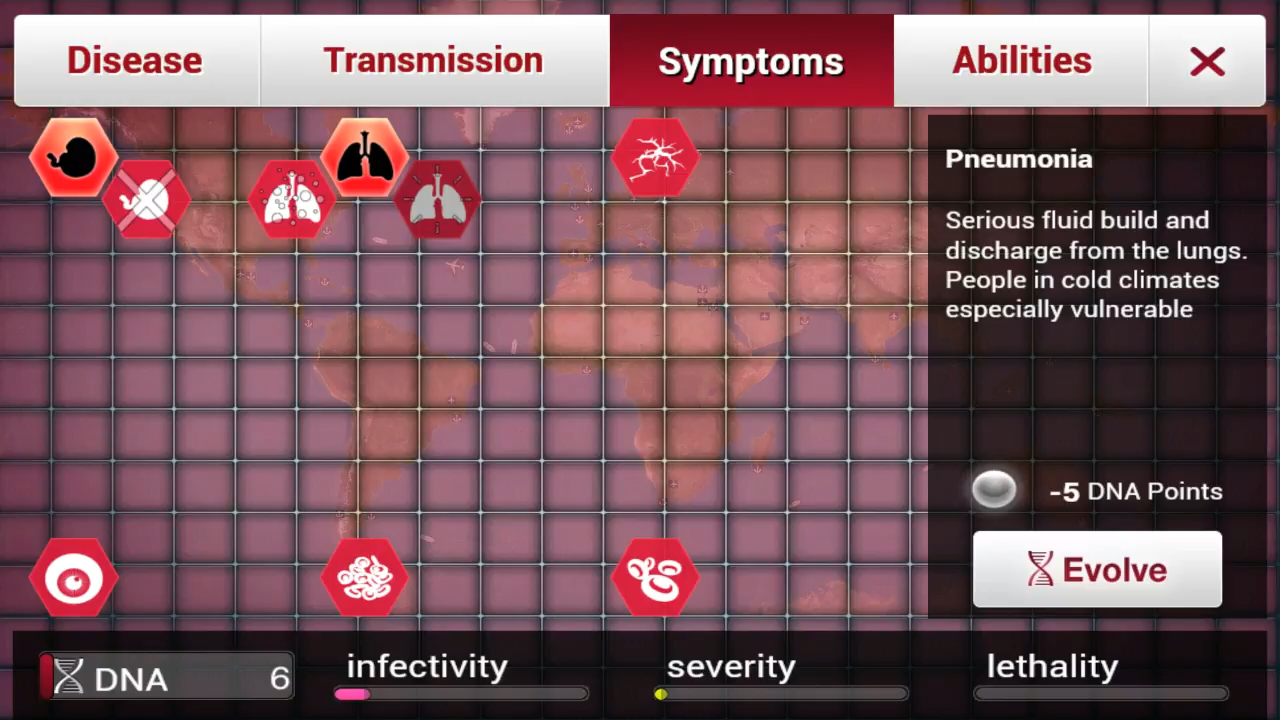 Disease
Transmission
Symptoms
Abilities
Pneumonia
Serious fluid build and
discharge from the lungs.
People in cold climates
especially vulnerable
-5 DNA Points
Evolve
DNA
6
infectivity
severity
lethality